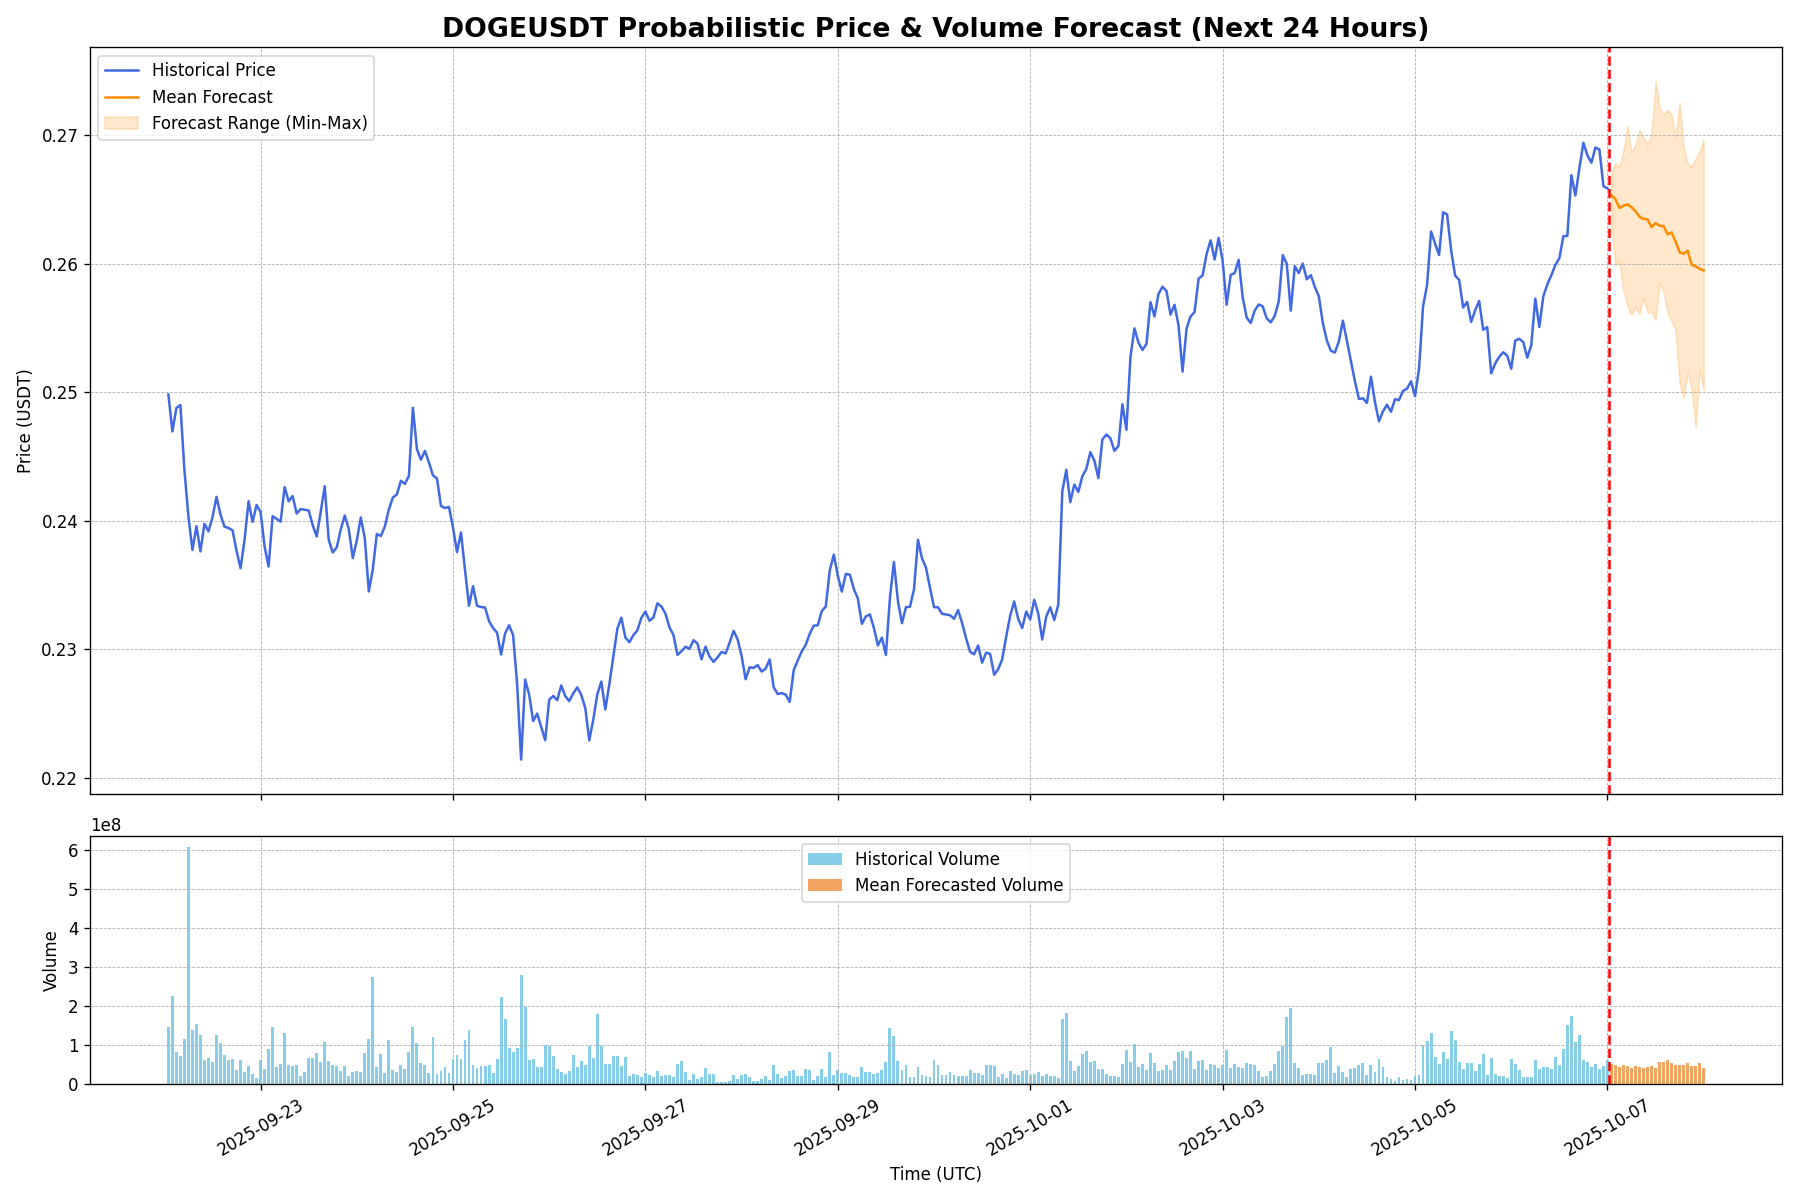 DOGEUSDT Probabilistic Price & Volume Forecast (Next 24 Hours)
Historical Price
Mean Forecast
Forecast Range (Min-Max)
0.27
0.26
0.25
0.24
0.23
0.22
Price (USDT)
1e8
Historical Volume
Mean Forecasted Volume
6
5
4
3
2
1
0
Volume
2025-09-23
2025-09-25
2025-09-27
2025-09-29
2025-10-01
2025-10-03
2025-10-05
2025-10-07
Time (UTC)